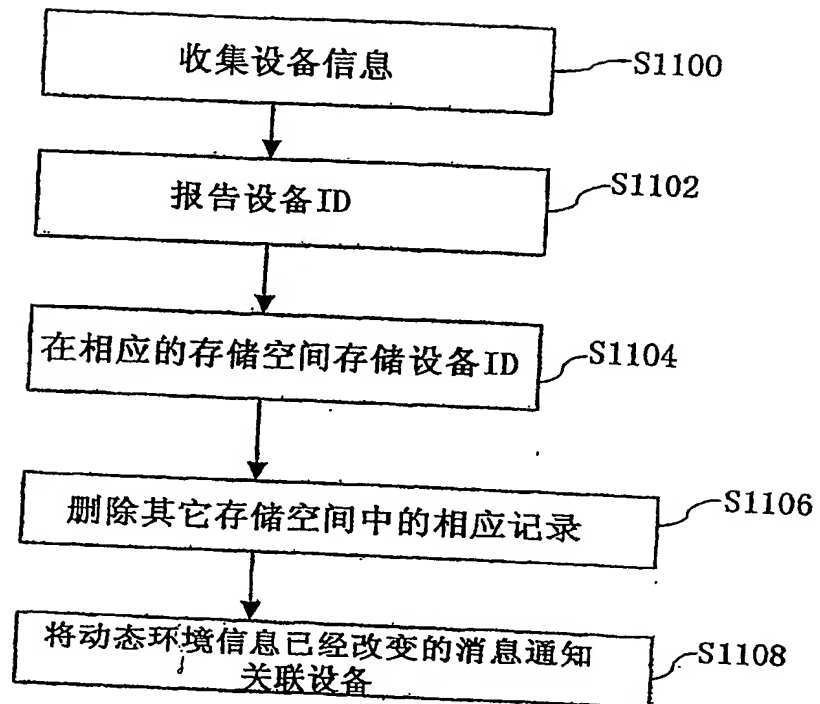 收集设备信息
S1100
报告设备ID
S1102
在相应的存储空间存储设备ID
S1104
删除其它存储空间中的相应记录
S1106
将动态环境信息已经改变的消息通知
关联设备
S1108